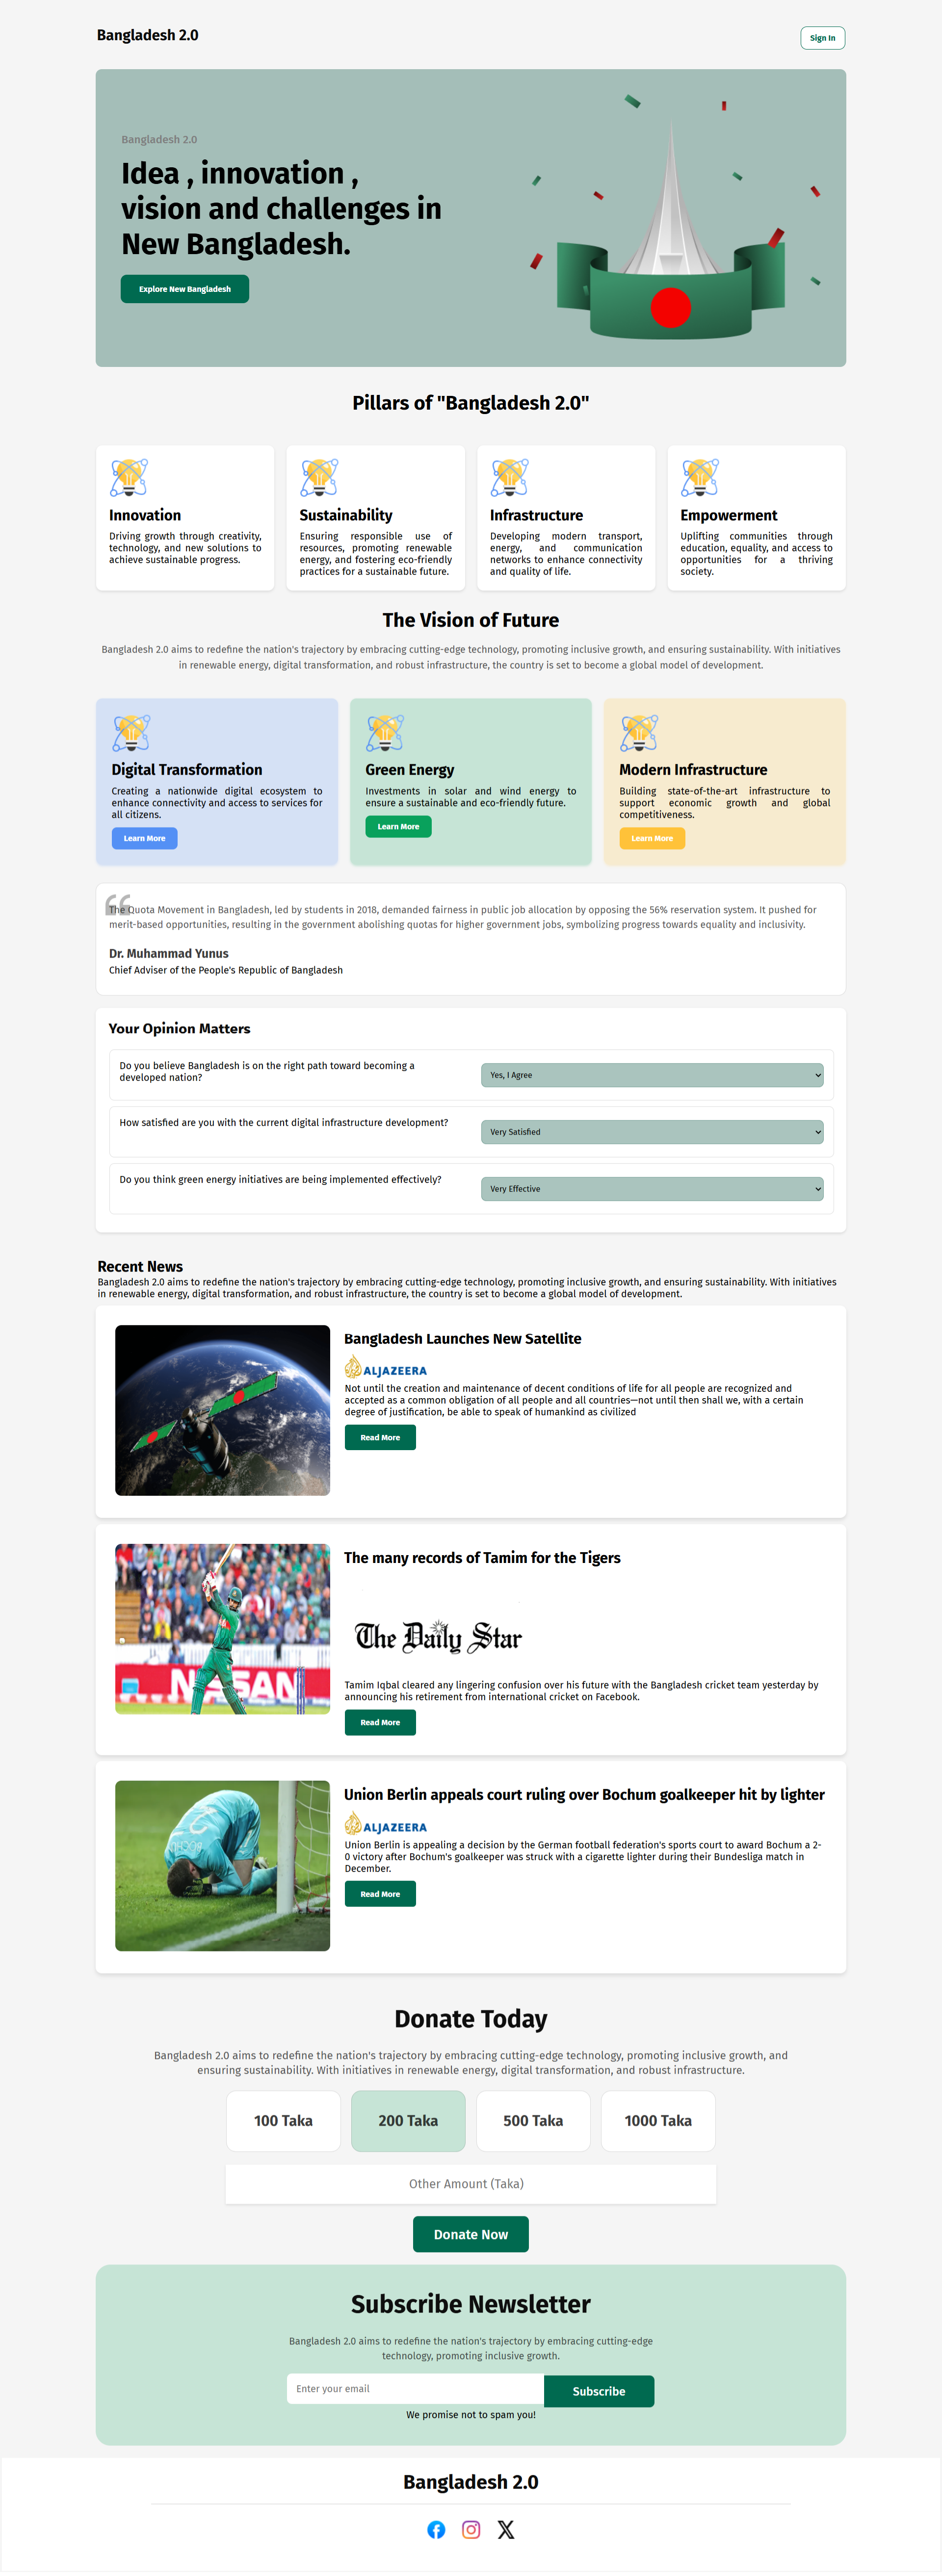 Bangladesh 2.0
Sign In
Bangladesh 2.0
Idea , innovation ,
vision and challenges in
New Bangladesh.
Explore New Bangladesh
Pillars of "Bangladesh 2.0"
Innovation
Driving growth through creativity,
technology, and new solutions to
achieve sustainable progress.
Sustainability
Ensuring responsible use of
resources, promoting renewable
energy, and fostering eco-friendly
practices for a sustainable future.
Infrastructure
Developing modern transport,
energy, and communication
networks to enhance connectivity
and quality of life.
Empowerment
Uplifting communities through
education, equality, and access to
opportunities for a thriving
society.
The Vision of Future
Bangladesh 2.0 aims to redefine the nation's trajectory by embracing cutting-edge technology, promoting inclusive growth, and ensuring sustainability. With initiatives
in renewable energy, digital transformation, and robust infrastructure, the country is set to become a global model of development.
Digital Transformation
Creating a nationwide digital ecosystem to
enhance connectivity and access to services for
all citizens.
Learn More
Green Energy
Investments in solar and wind energy to
ensure a sustainable and eco-friendly future.
Learn More
Modern Infrastructure
Building state-of-the-art infrastructure to
support economic growth and global
competitiveness.
Learn More
The Quota Movement in Bangladesh, led by students in 2018, demanded fairness in public job allocation by opposing the 56% reservation system. It pushed for
merit-based opportunities, resulting in the government abolishing quotas for higher government jobs, symbolizing progress towards equality and inclusivity.
Dr. Muhammad Yunus
Chief Adviser of the People's Republic of Bangladesh
Your Opinion Matters
Do you believe Bangladesh is on the right path toward becoming a
developed nation?
Yes, I Agree
How satisfied are you with the current digital infrastructure development?
Very Satisfied
Do you think green energy initiatives are being implemented effectively?
Very Effective
Recent News
Bangladesh 2.0 aims to redefine the nation's trajectory by embracing cutting-edge technology, promoting inclusive growth, and ensuring sustainability. With initiatives
in renewable energy, digital transformation, and robust infrastructure, the country is set to become a global model of development.
Bangladesh Launches New Satellite
ALJAZEERA
Not until the creation and maintenance of decent conditions of life for all people are recognized and
accepted as a common obligation of all people and all countries—not until then shall we, with a certain
degree of justification, be able to speak of humankind as civilized
Read More
NISSAN
The many records of Tamim for the Tigers
The Daily Star
Tamim Iqbal cleared any lingering confusion over his future with the Bangladesh cricket team yesterday by
announcing his retirement from international cricket on Facebook.
Read More
Union Berlin appeals court ruling over Bochum goalkeeper hit by lighter
ALJAZEERA
Union Berlin is appealing a decision by the German football federation's sports court to award Bochum a 2-
0 victory after Bochum's goalkeeper was struck with a cigarette lighter during their Bundesliga match in
December.
Read More
Donate Today
Bangladesh 2.0 aims to redefine the nation's trajectory by embracing cutting-edge technology, promoting inclusive growth, and
ensuring sustainability. With initiatives in renewable energy, digital transformation, and robust infrastructure.
100 Taka
200 Taka
500 Taka
1000 Taka
Other Amount (Taka)
Donate Now
Subscribe Newsletter
Bangladesh 2.0 aims to redefine the nation's trajectory by embracing cutting-edge
technology, promoting inclusive growth.
Enter your email
Subscribe
We promise not to spam you!
Bangladesh 2.0